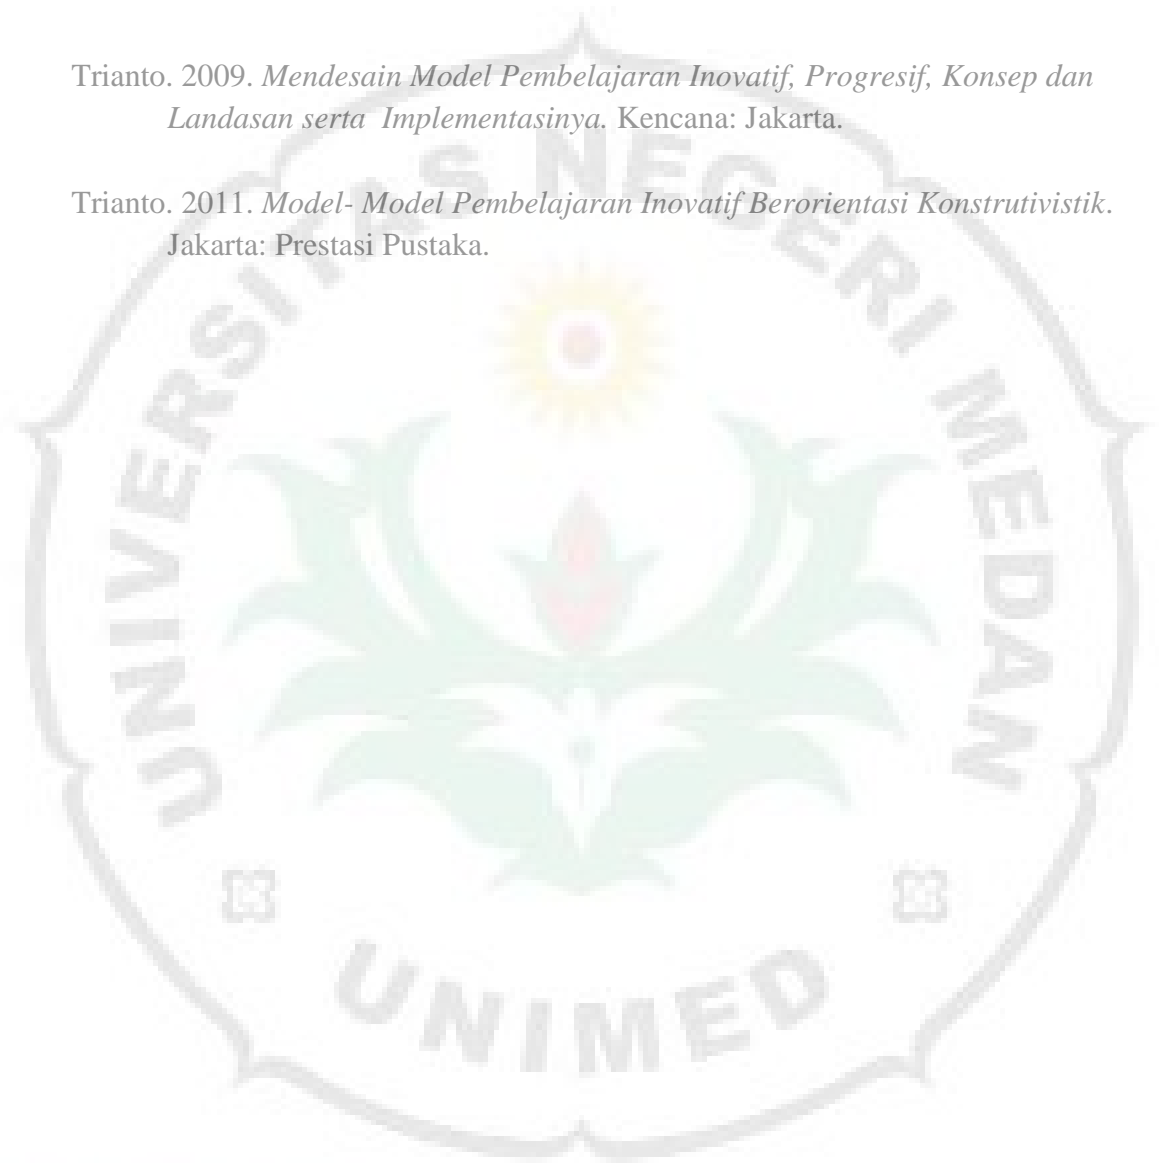 Trianto. 2009. Mendesain Model Pembelajaran Inovatif, Progresif, Konsep dan
Landasan serta  Implementasinya. Kencana: Jakarta.
Trianto. 2011. Model- Model Pembelajaran Inovatif Berorientasi Konstrutivistik.
Jakarta: Prestasi Pustaka.
UNIVERSITAS NEGERI MEDAN
UNIMED